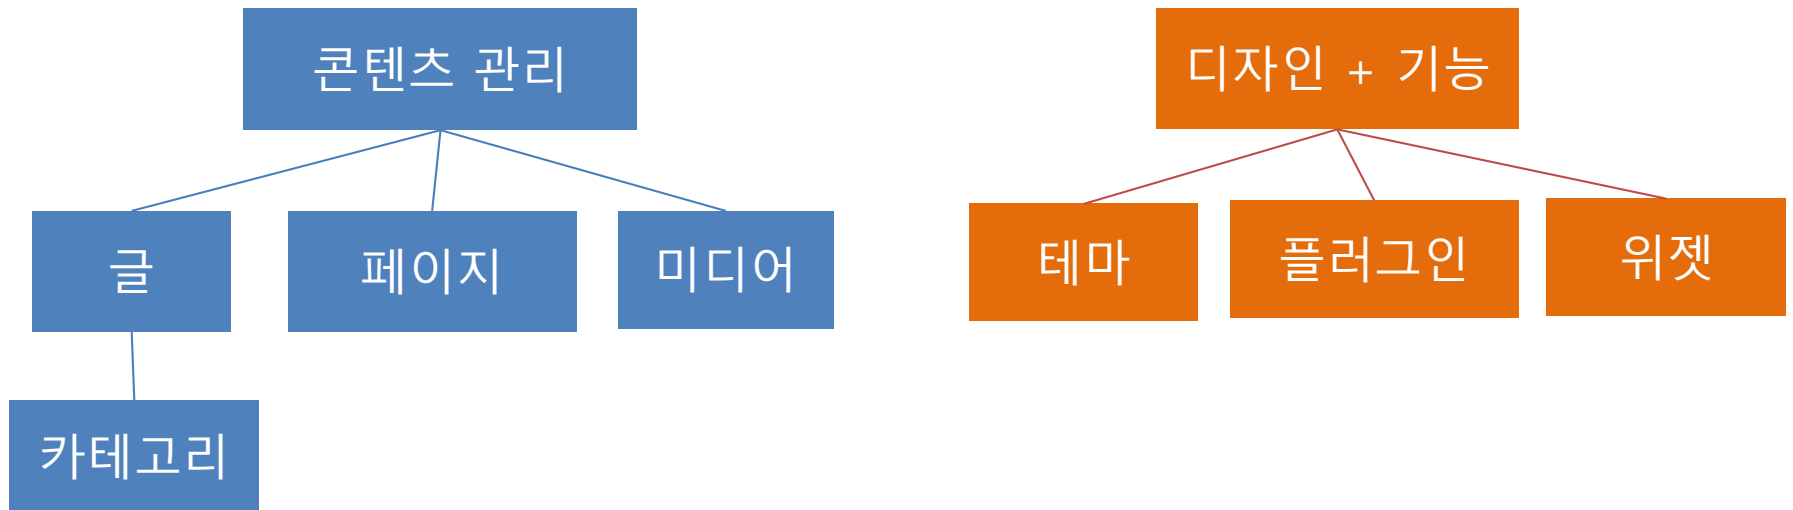 콘텐츠 관리
디자인 + 기능
글
페이지
미디어
테마
플러그인
위젯
카테고리